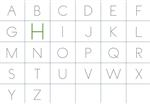 A B C D E F
G H I J K L
M N O P Q R
S T U V W X
Y Z